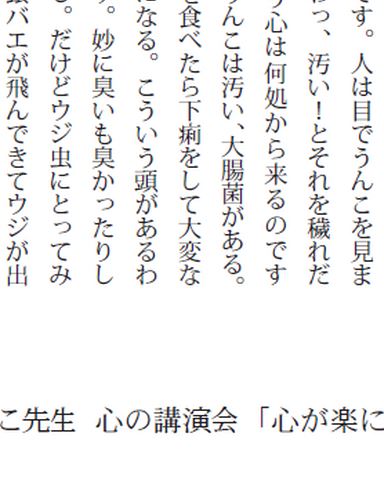 です。人は目でうんこを見ま
わっ、汚い！とそれを穢れだ
う心は何処から来るのです
んこは汚い、大腸菌がある。
を食べたら下痢をして大変な
になる。こういう頭があるわ
す。妙に臭いも臭かったりし
る。だけどウジ虫にとってみ
銀バエが飛んできてウジが出
こ先生　心の講演会「心が楽に